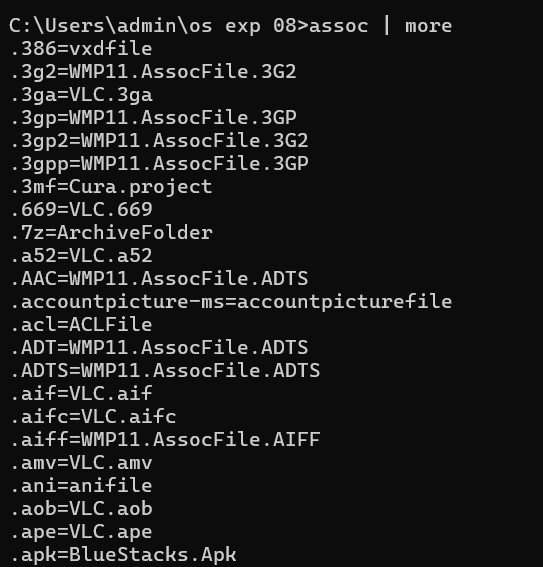 C:\Users\admin\os exp 08>assoc | more
.386=vxdfile
.3g2=WMP11.AssocFile.3G2
.3ga=VLC.3ga
.3gp=WMP11.AssocFile.3GP
.3gp2=WMP11.AssocFile.3G2
.3gpp=WMP11.AssocFile.3GP
.3mf=Cura.project
.669=VLC.669
.7z=ArchiveFolder
.a52=VLC.a52
.AAC=WMP11.AssocFile.ADTS
.accountpicture-ms=accountpicturefile
.acl=ACLFile
.ADT=WMP11.AssocFile.ADTS
.ADTS=WMP11.AssocFile.ADTS
.aif=VLC.aif
.aifc=VLC.aifc
.aiff=WMP11.AssocFile.AIFF
.amv=VLC.amv
.ani=anifile
.aob=VLC.aob
.ape=VLC.ape
.apk=BlueStacks.Apk